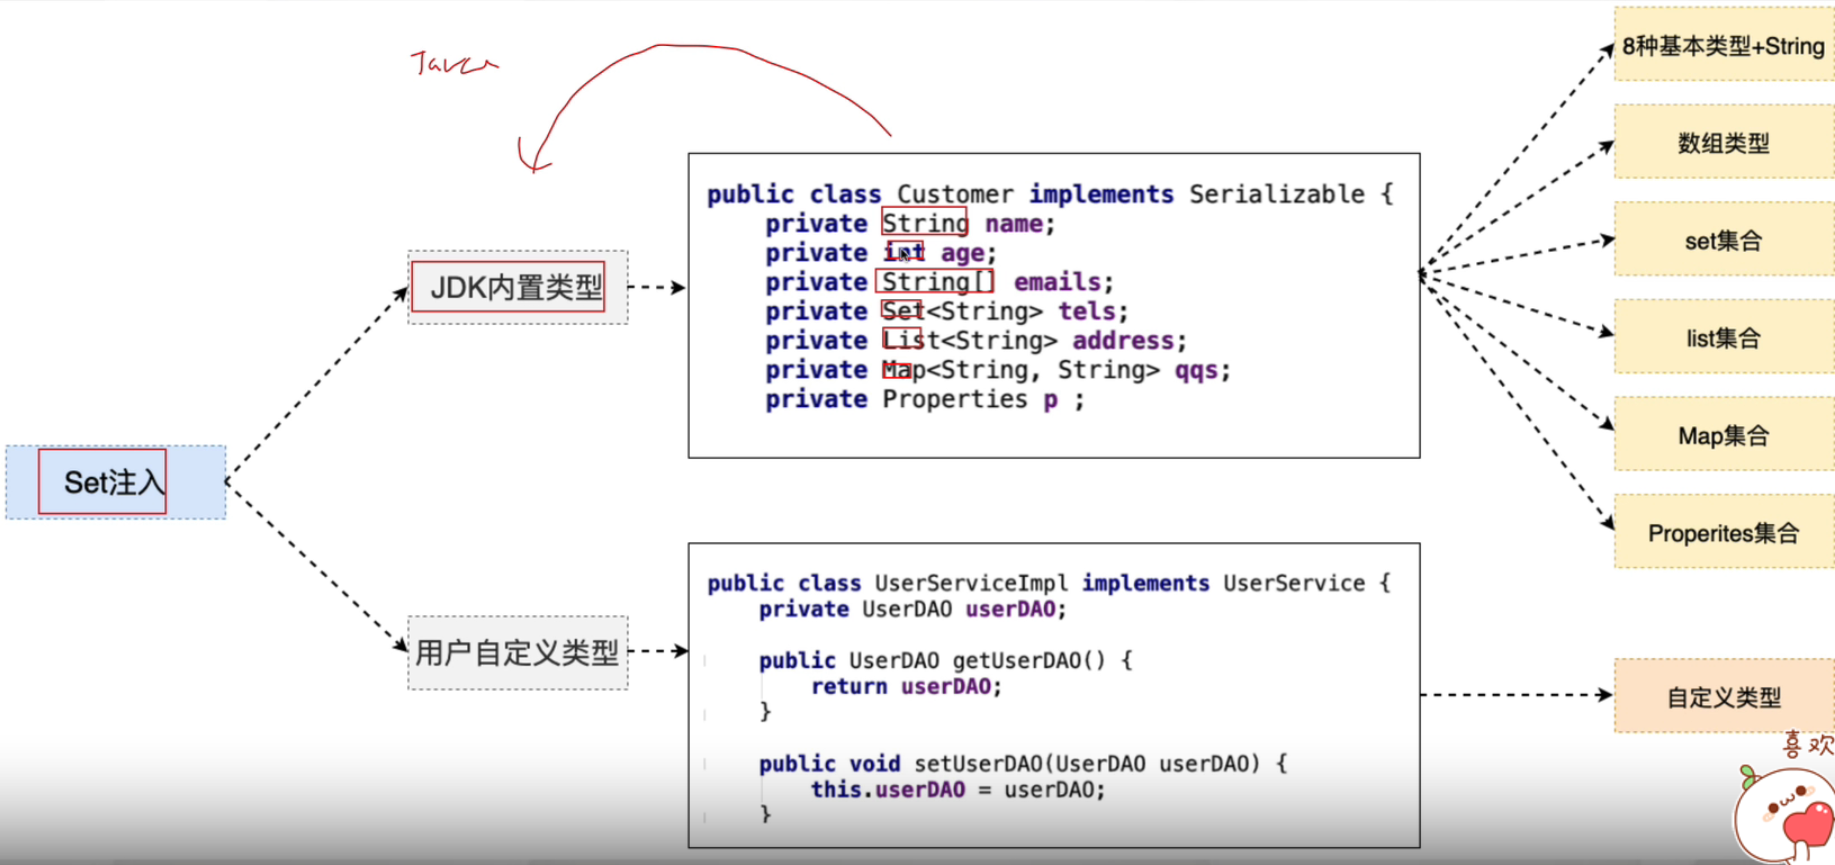 Java
Set注入
JDK内置类型
用户自定义类型
public class Customer implements Serializable {
private String name;
private int age;
private String[] emails;
private Set<String> tels;
private List<String> address;
private Map<String, String> qqs;
private Properties p ;
public class UserServiceImpl implements UserService {
private UserDAO userDAO;
public UserDAO getUserDAO() {
return userDAO;
}
public void setUserDAO(UserDAO userDAO) {
this.userDAO = userDAO;
}
8种基本类型+String
数组类型
set集合
list集合
Map集合
Properites集合
自定义类型
喜欢